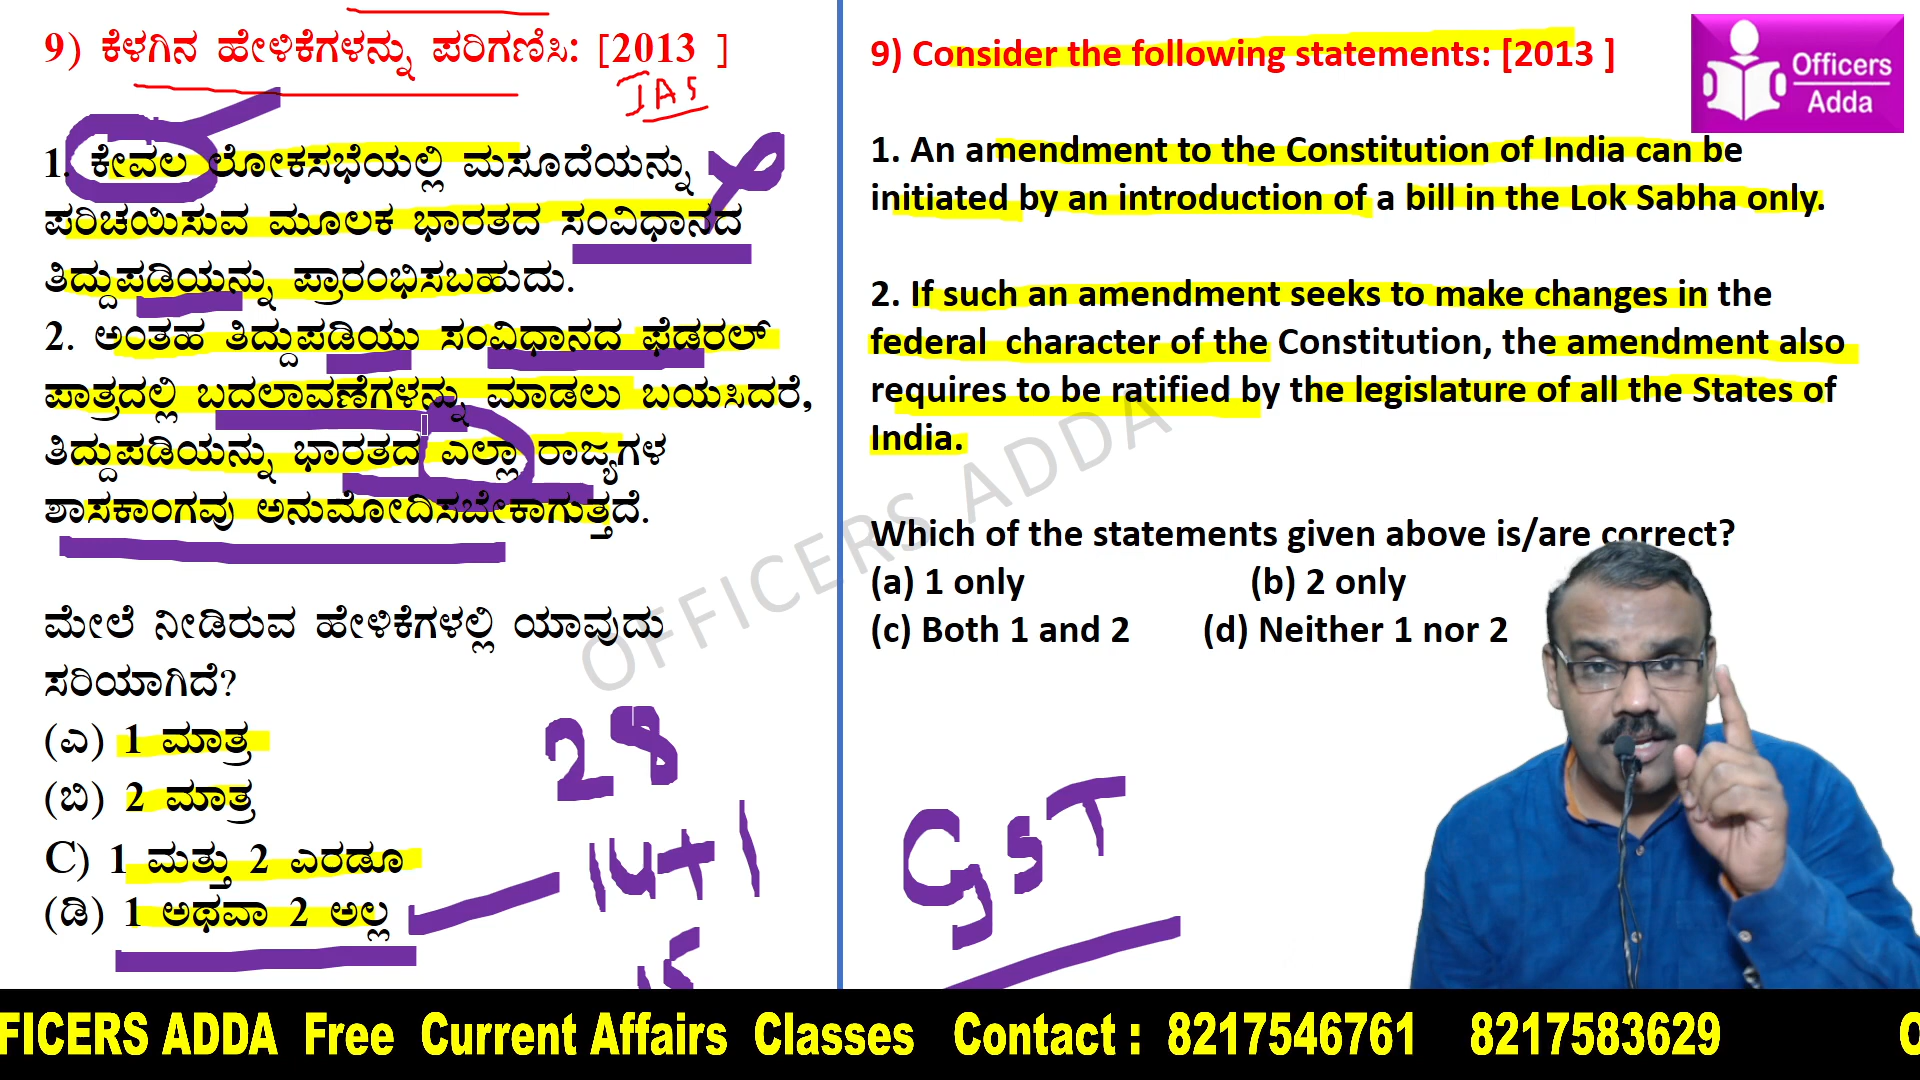 9) ಕೆಳಗಿನ ಹೇಳಿಕೆಗಳನ್ನು ಪರಿಗಣಿಸಿ: [2013 ]
IAS
1. ಕೇವಲ ಲೋಕಸಭೆಯಲ್ಲಿ ಮಸೂದೆಯನ್ನು
ಪರಿಚಯಿಸುವ ಮೂಲಕ ಭಾರತದ ಸಂವಿಧಾನದ
ತಿದ್ದುಪಡಿಯನ್ನು ಪ್ರಾರಂಭಿಸಬಹುದು.
2. ಅಂತಹ ತಿದ್ದುಪಡಿಯು ಸಂವಿಧಾನದ ಫೆಡರಲ್
ಪಾತ್ರದಲ್ಲಿ ಬದಲಾವಣೆಗಳನ್ನು ಮಾಡಲು ಬಯಸಿದರೆ,
ತಿದ್ದುಪಡಿಯನ್ನು ಭಾರತದ ಎಲ್ಲಾ ರಾಜ್ಯಗಳ
ಶಾಸಕಾಂಗವು ಅನುಮೋದಿಸಬೇಕಾಗುತ್ತದೆ.
ಮೇಲೆ ನೀಡಿರುವ ಹೇಳಿಕೆಗಳಲ್ಲಿ ಯಾವುದು
ಸರಿಯಾಗಿದೆ?
(ಎ) 1 ಮಾತ್ರ
(ಬಿ) 2 ಮಾತ್ರ
C) 1 ಮತ್ತು 2 ಎರಡೂ
(ಡಿ) 1 ಅಥವಾ 2 ಅಲ್ಲ
28
14+1
15
9) Consider the following statements: [2013 ]
1. An amendment to the Constitution of India can be
initiated by an introduction of a bill in the Lok Sabha only.
2. If such an amendment seeks to make changes in the
federal character of the Constitution, the amendment also
requires to be ratified by the legislature of all the States of
India.
Which of the statements given above is/are correct?
(a) 1 only (b) 2 only
(c) Both 1 and 2 (d) Neither 1 nor 2
GST
Officers
Adda
OFFICERS ADDA
FICERS ADDA Free Current Affairs Classes Contact : 8217546761 8217583629 O